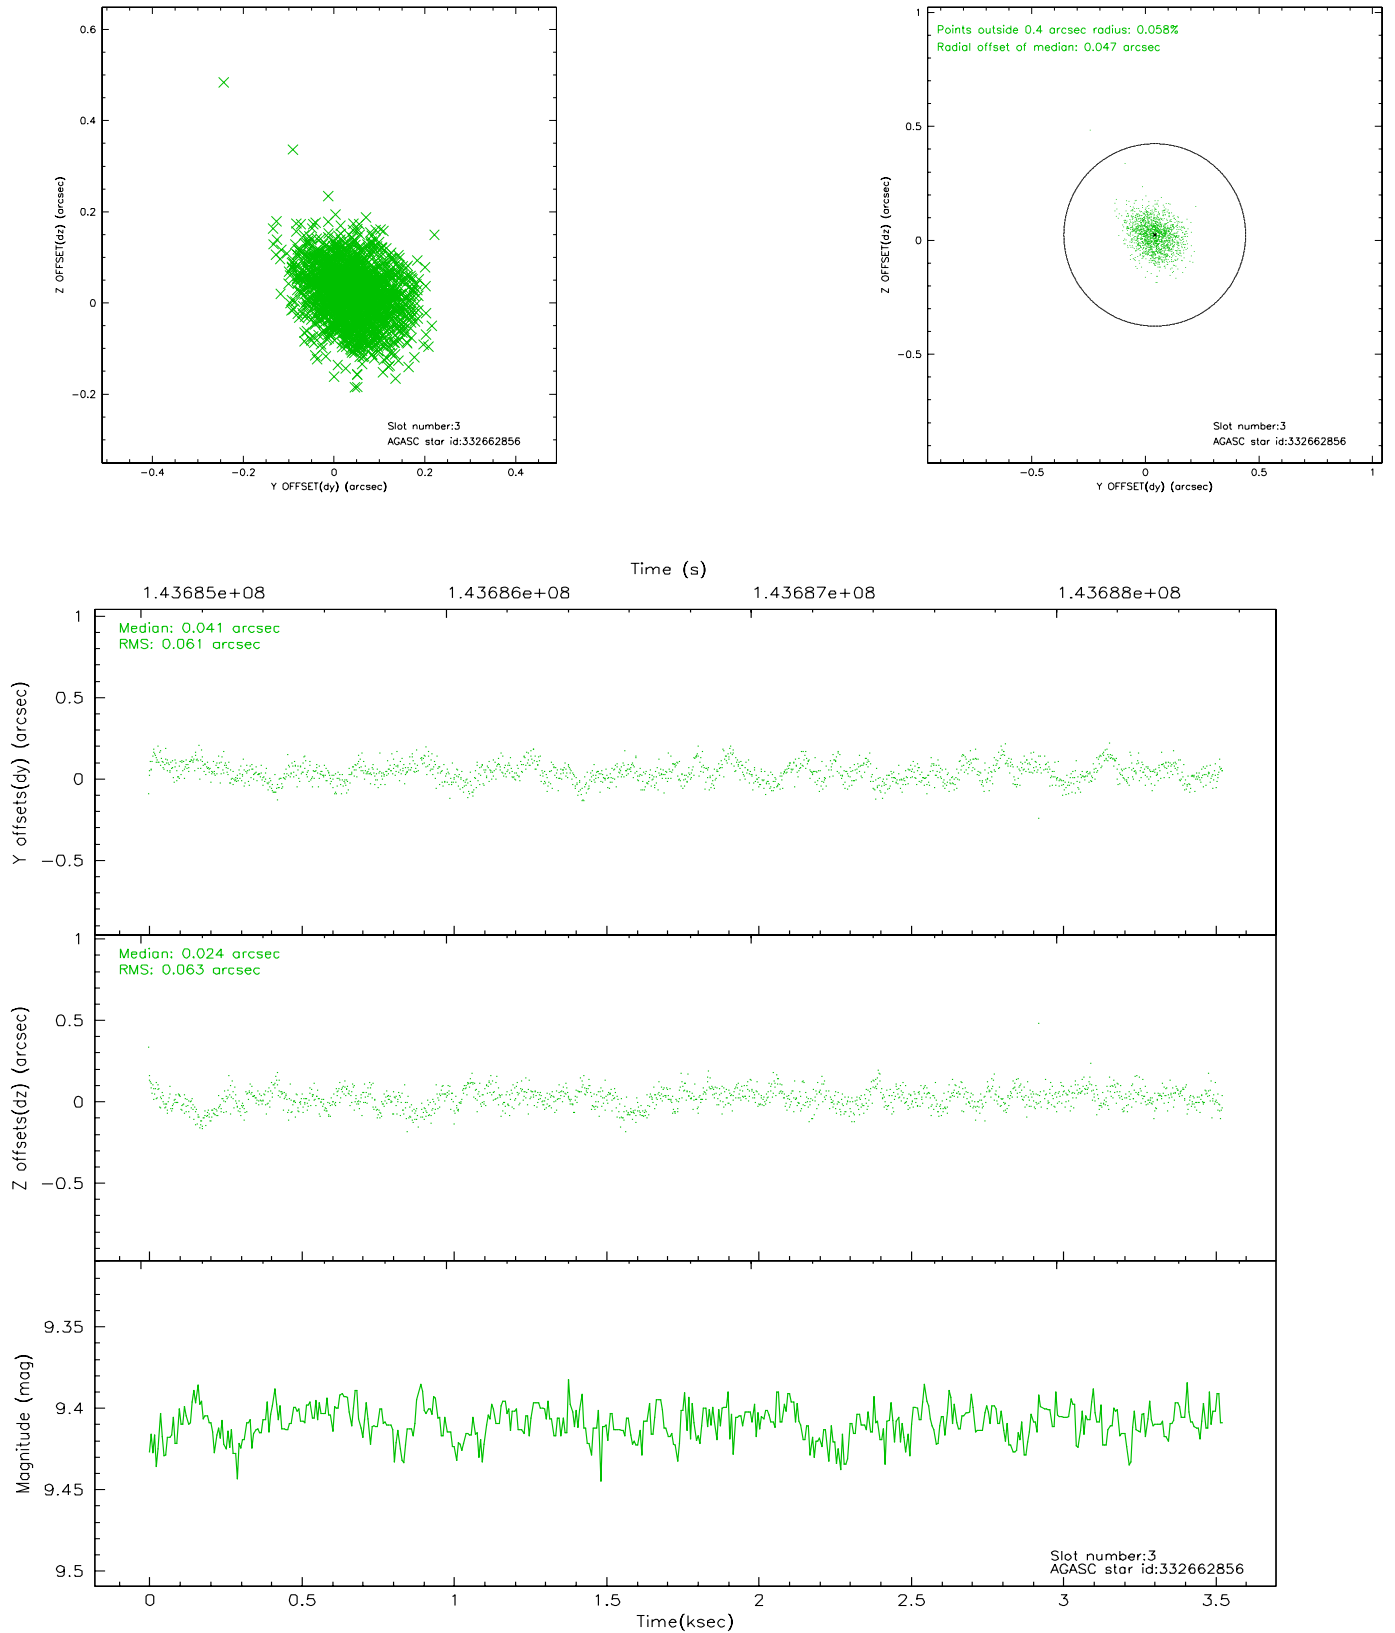 0.6
0.4
0.2
0
-0.2
Z OFFSET(dz) (arcsec)
Slot number:3
AGASC star id:332662856
-0.4 -0.2 0 0.2 0.4
Y OFFSET(dy) (arcsec)
1
0.5
0
-0.5
Z OFFSET(dz) (arcsec)
Points outside 0.4 arcsec radius: 0.058%
Radial offset of median: 0.047 arcsec
Slot number:3
AGASC star id:332662856
-0.5 0 0.5 1
Y OFFSET(dy) (arcsec)
Time (s)
1.43685e+08 1.43686e+08 1.43687e+08 1.43688e+08
Median: 0.041 arcsec
RMS: 0.061 arcsec
1
0.5
0
-0.5
Y offsets(dy) (arcsec)
Median: 0.024 arcsec
RMS: 0.063 arcsec
1
0.5
0
-0.5
Z offsets(dz) (arcsec)
9.35
9.4
9.45
9.5
Magnitude (mag)
Slot number:3
AGASC star id:332662856
0 0.5 1 1.5 2 2.5 3 3.5
Time(ksec)